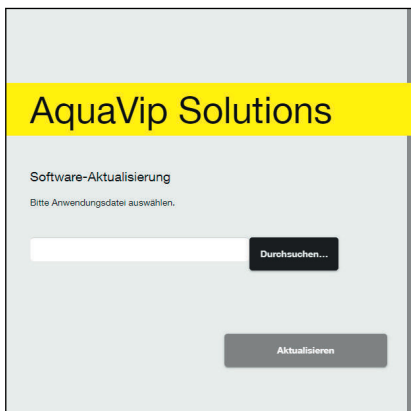 AquaVip Solutions
Software-Aktualisierung
Bitte Anwendungsdatei auswählen.
Durchsuchen...
Aktualisieren